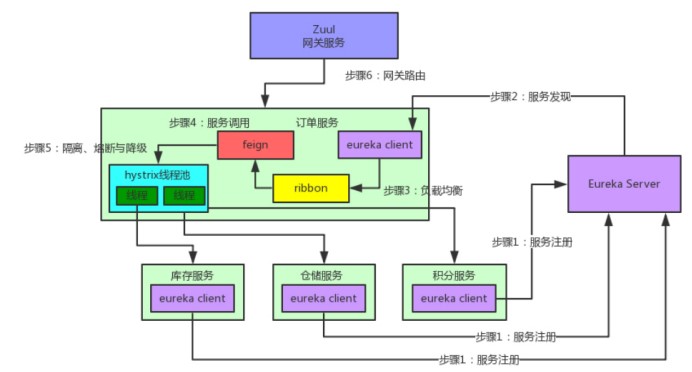 Zuul
网关服务
步骤6：网关路由
步骤2：服务发现
步骤4：服务调用
订单服务
feign
eureka client
步骤5：隔离、熔断与降级
hystrix线程池
线程
线程
ribbon
步骤3：负载均衡
Eureka Server
步骤1：服务注册
库存服务
eureka client
仓储服务
eureka client
积分服务
eureka client
步骤1：服务注册
步骤1：服务注册